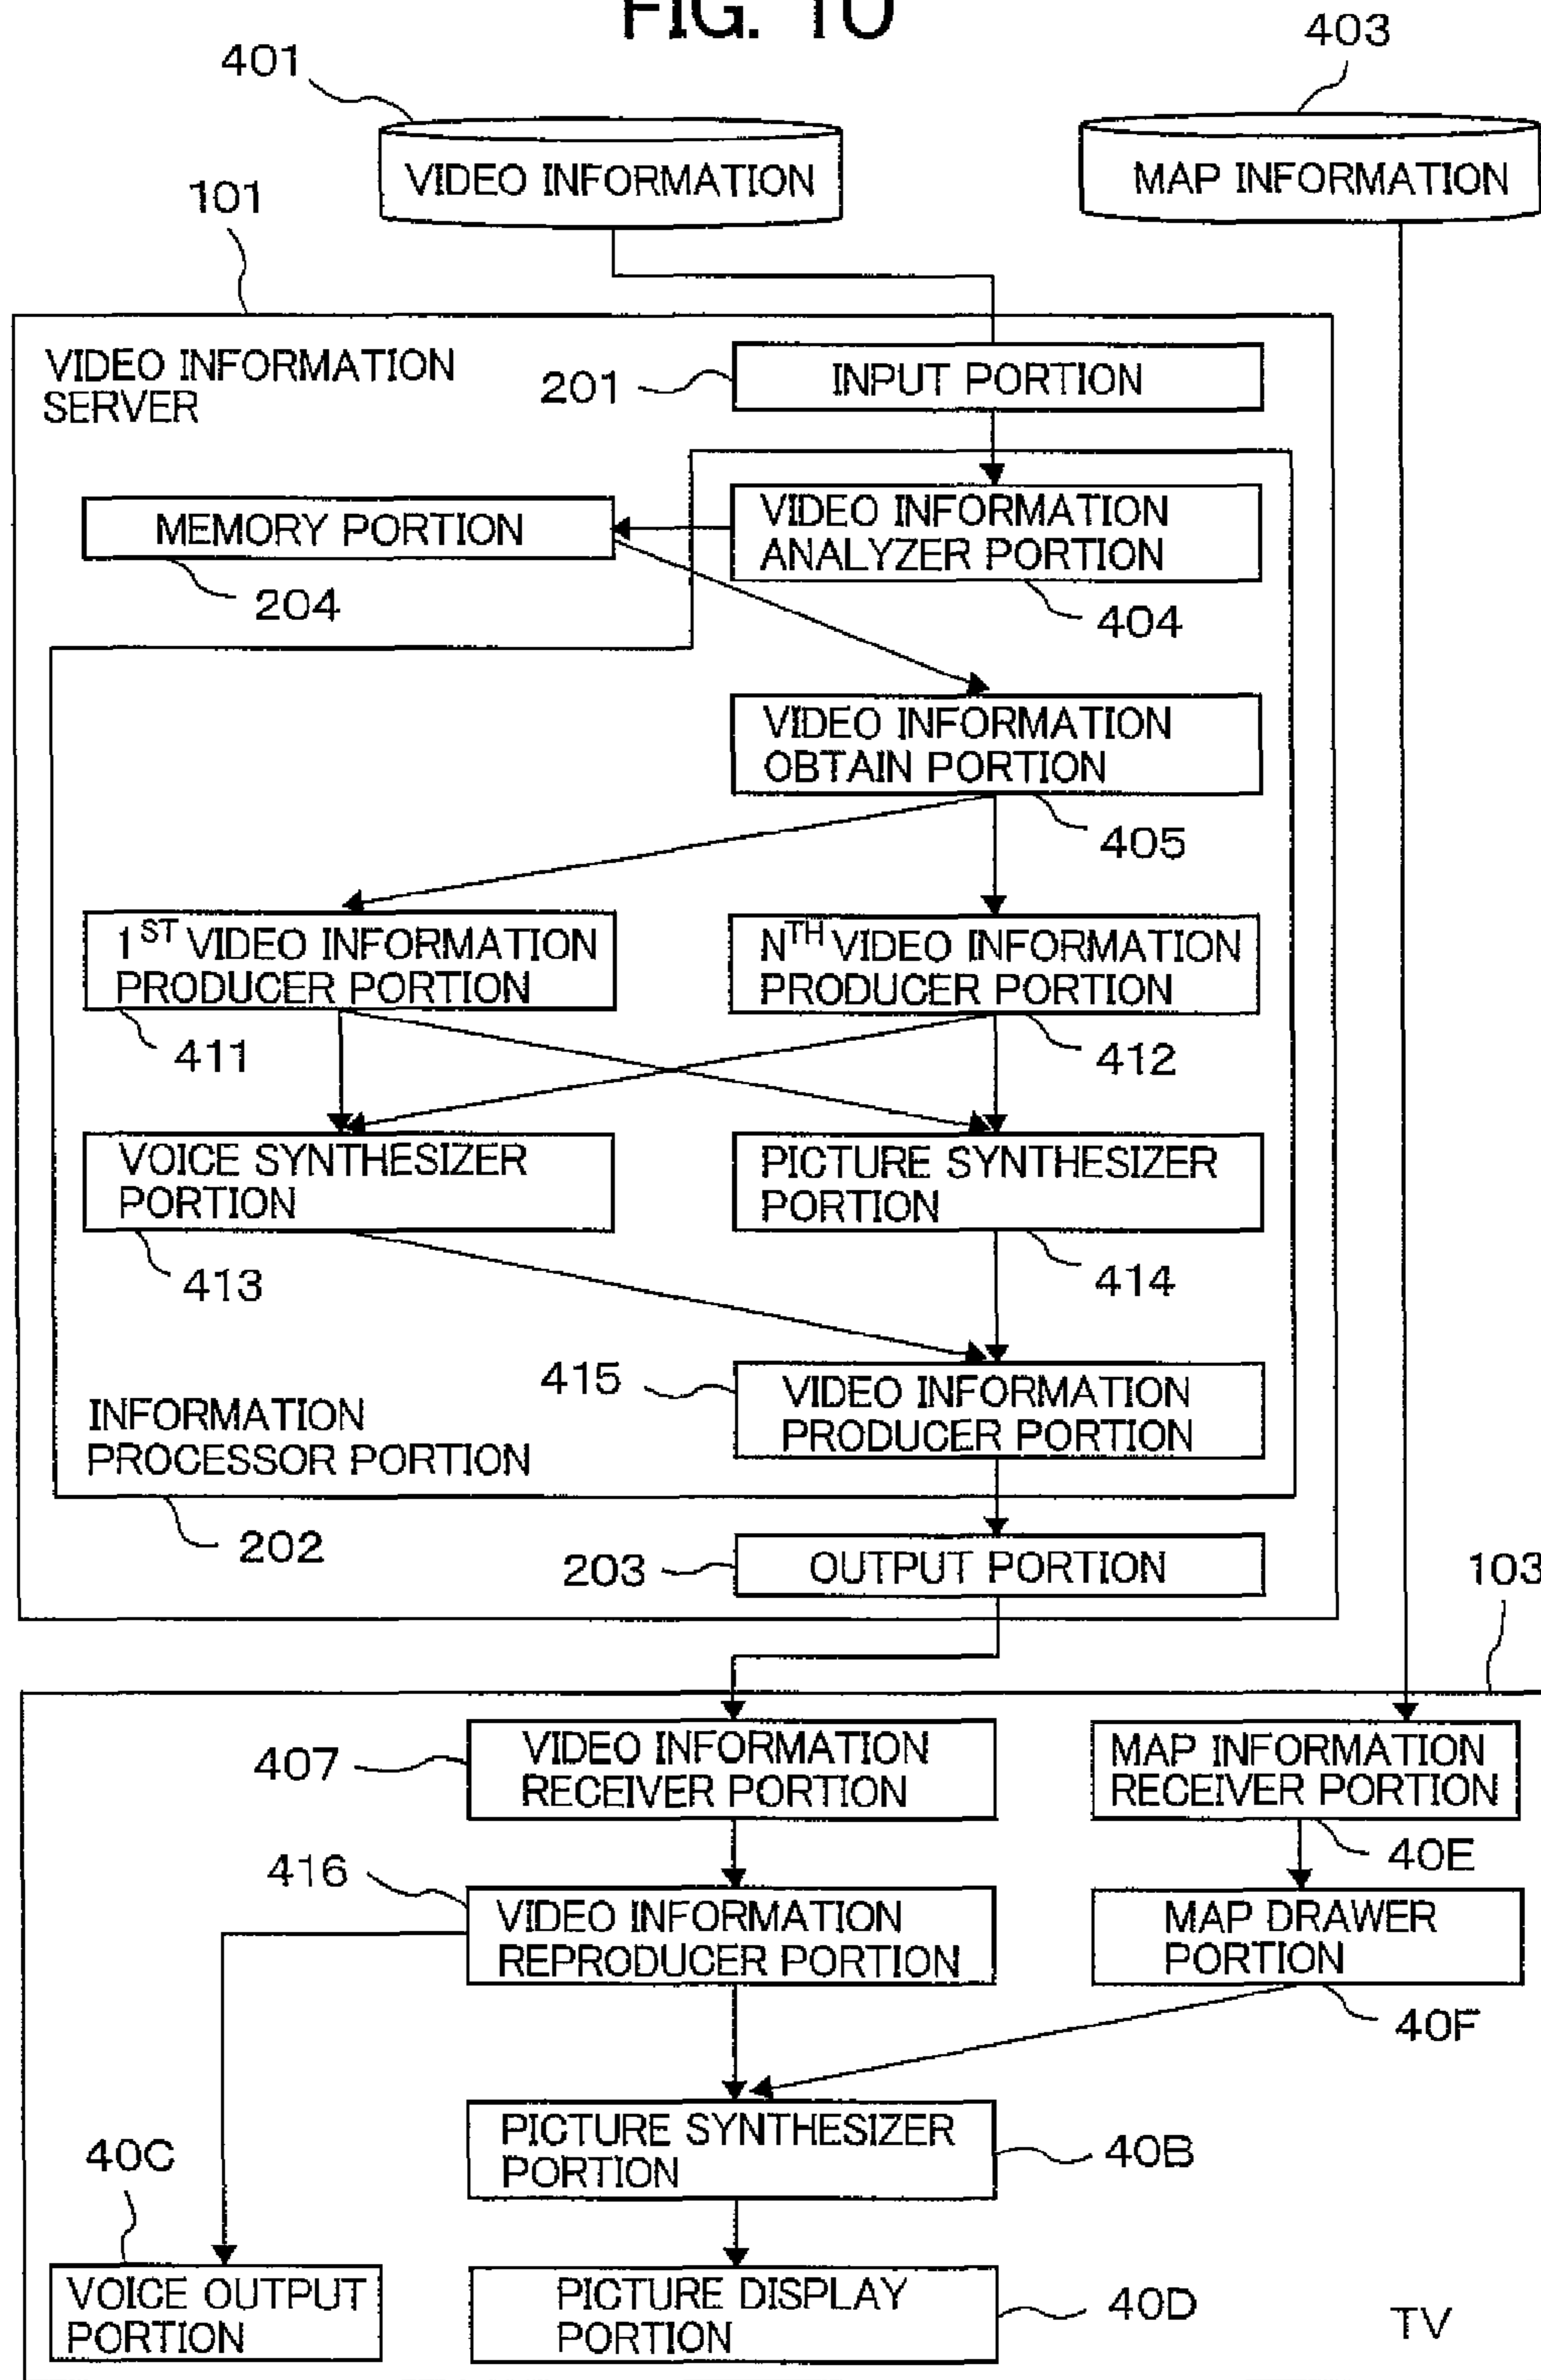 FIG. 10
401
403
VIDEO INFORMATION
MAP INFORMATION
101
VIDEO INFORMATION
SERVER
201
INPUT PORTION
MEMORY PORTION
204
VIDEO INFORMATION
ANALYZER PORTION
404
VIDEO INFORMATION
OBTAIN PORTION
405
1ST VIDEO INFORMATION
PRODUCER PORTION
411
NTH VIDEO INFORMATION
PRODUCER PORTION
412
VOICE SYNTHESIZER
PORTION
413
PICTURE SYNTHESIZER
PORTION
414
415
VIDEO INFORMATION
PRODUCER PORTION
INFORMATION
PROCESSOR PORTION
202
203
OUTPUT PORTION
103
407
VIDEO INFORMATION
RECEIVER PORTION
MAP INFORMATION
RECEIVER PORTION
40E
416
VIDEO INFORMATION
REPRODUCER PORTION
MAP DRAWER
PORTION
40F
PICTURE SYNTHESIZER
PORTION
40B
40C
VOICE OUTPUT
PORTION
PICTURE DISPLAY
PORTION
40D
TV